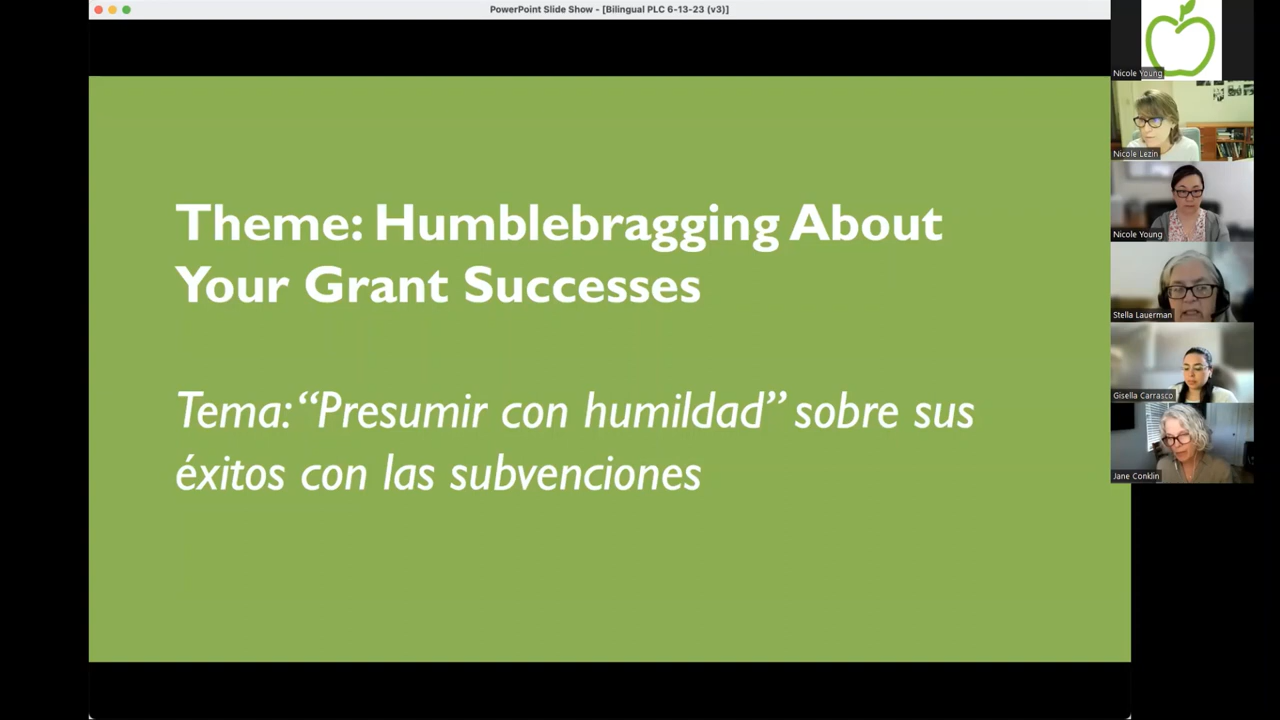 PowerPoint Slide Show - [Bilingual PLC 6-13-23 (v3)]
Theme: Humblebragging About
Your Grant Successes
Tema: “Presumir con humildad” sobre sus
éxitos con las subvenciones
Nicole Young
Nicole Lezin
Nicole Young
Stella Lauerman
Gisella Carrasco
Jane Conklin